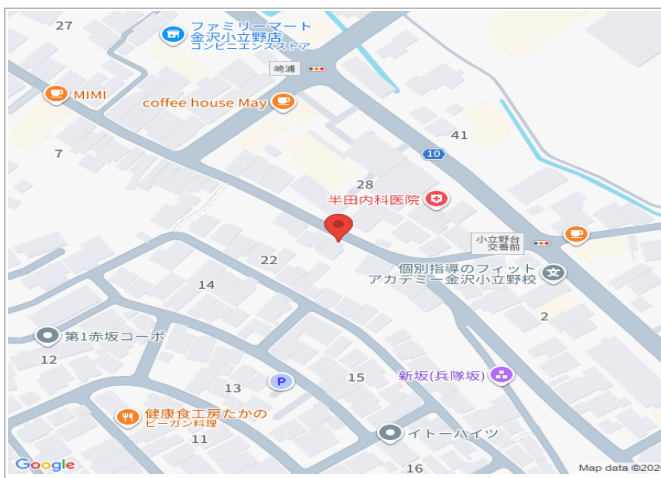 27
ファミリーマート
金沢小立野店
コンビニエンスストア
崎浦
MIMI
coffee house May
41
7
10
28
半田内科医院
小立野台
交番前
22
個別指導のフィット
アカデミー金沢小立野校
14
2
第1赤坂コーポ
12
13
P
15
新坂(兵隊坂)
健康食工房たかの
ビーガン料理
11
イトーハイツ
16
Google
Map data ©2026